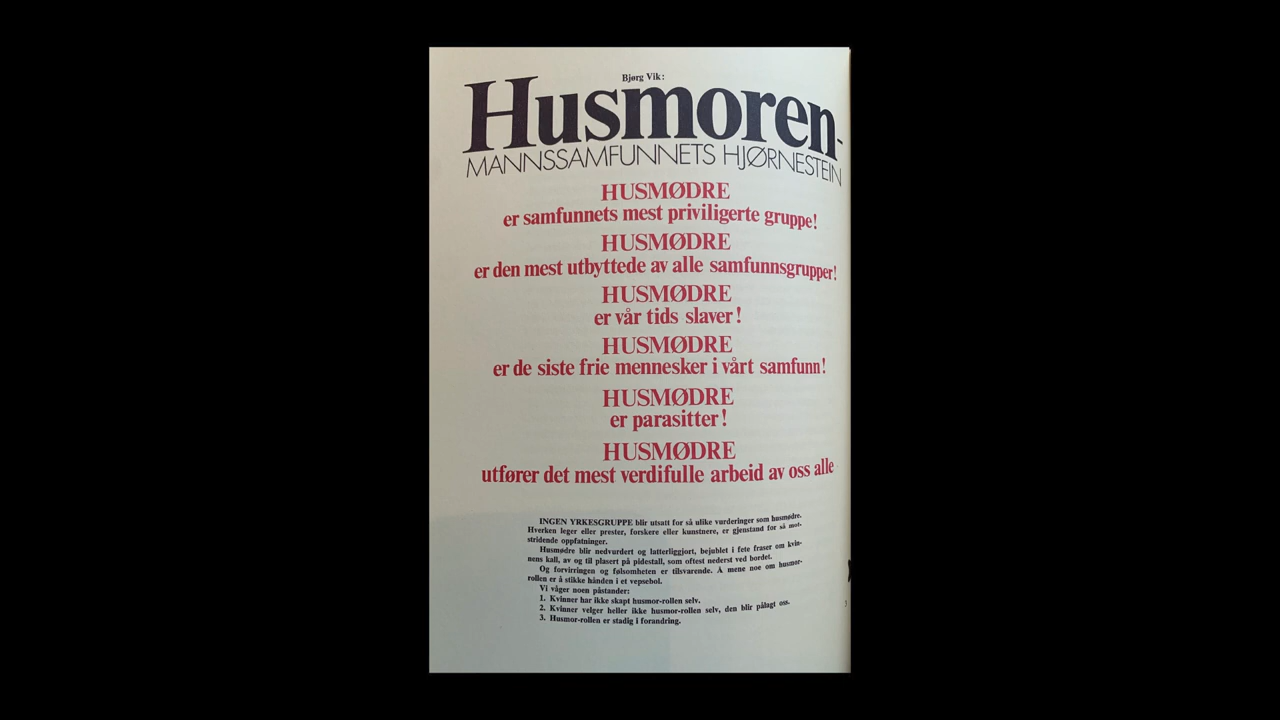 Bjørg Vik:
Husmoren-
MANNSSAMFUNNETS HJØRNESTEIN
HUSMØDRE
er samfunnets mest priviligerte gruppe!
HUSMØDRE
er den mest utbyttede av alle samfunnsgrupper!
HUSMØDRE
er vår tids slaver!
HUSMØDRE
er de siste frie mennesker i vårt samfunn!
HUSMØDRE
er parasitter!
HUSMØDRE
utfører det mest verdifulle arbeid av oss alle
INGEN YRKESGRUPPE blir utsatt for så ulike vurderinger som husmødre.
Hverken leger eller prester, forskere eller kunstnere, er gjenstand for så mot-
stridende oppfatninger.
Husmødre blir nedvurdert og latterliggjort, bejublet i fete fraser om kvin-
nens kall, av og til plasert på pidestall, som oftest nederst ved bordet.
Og forvirringen og følsomheten er tilsvarende. Å mene noe om husmor-
rollen er å stikke hånden i et vepsebol.
Vi våger noen påstander:
1. Kvinner har ikke skapt husmor-rollen selv.
2. Kvinner velger heller ikke husmor-rollen selv, den blir pålagt oss.
3. Husmor-rollen er stadig i forandring.